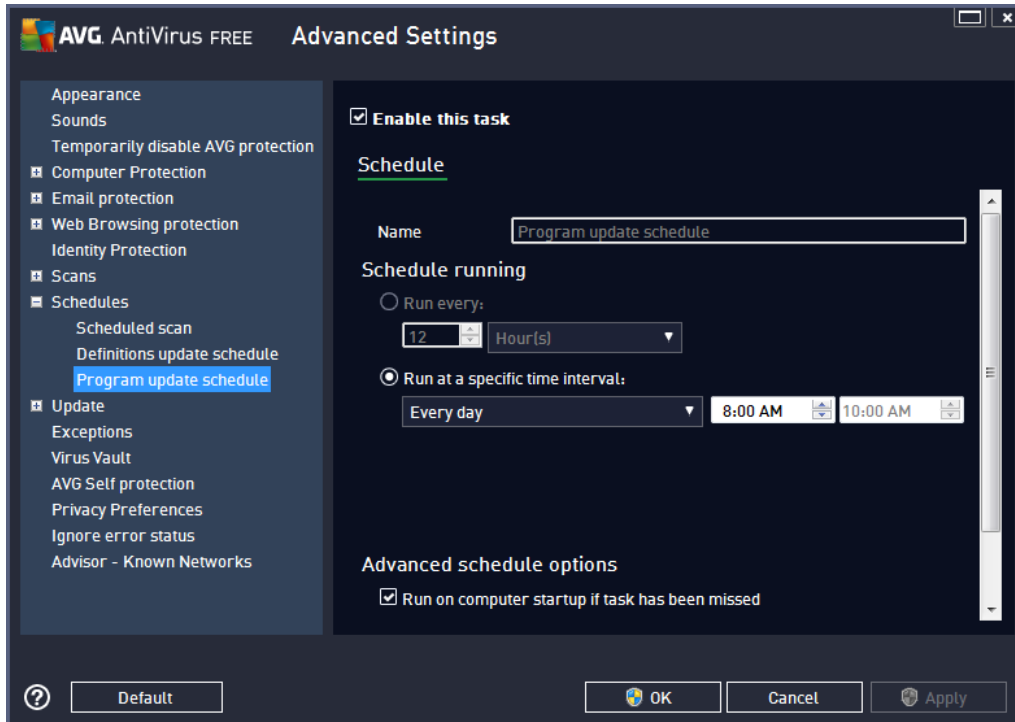 AVG. AntiVirus FREE Advanced Settings
Appearance
Sounds
Temporarily disable AVG protection
Computer Protection
Email protection
Web Browsing protection
Identity Protection
Scans
Schedules
Scheduled scan
Definitions update schedule
Program update schedule
Update
Exceptions
Virus Vault
AVG Self protection
Privacy Preferences
Ignore error status
Advisor - Known Networks
Enable this task
Schedule
Name Program update schedule
Schedule running
Run every:
12 Hour(s)
Run at a specific time interval:
Every day 8:00 AM 10:00 AM
Advanced schedule options
Run on computer startup if task has been missed
? Default OK Cancel Apply